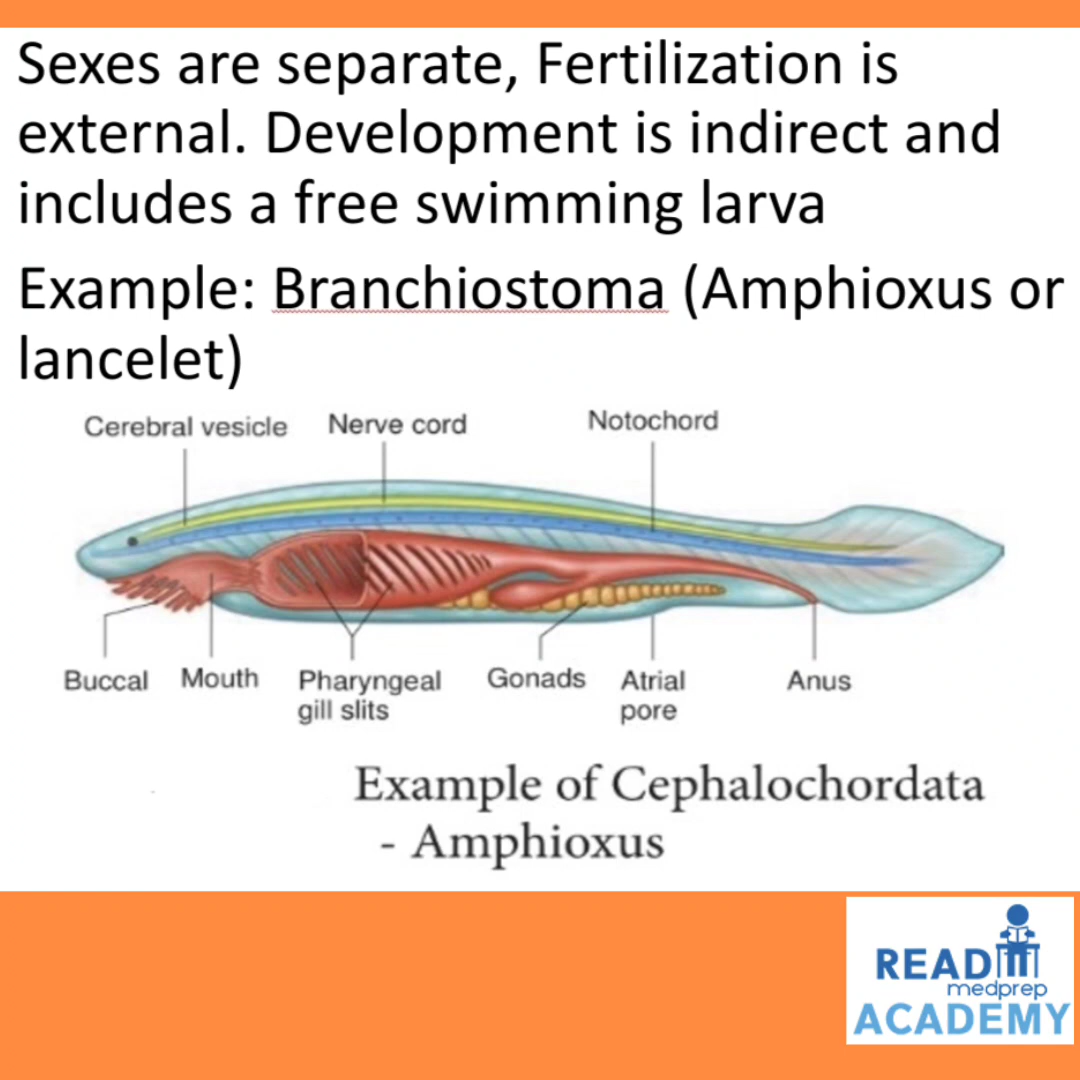 Sexes are separate, Fertilization is
external. Development is indirect and
includes a free swimming larva
Example: Branchiostoma (Amphioxus or
lancelet)
Cerebral vesicle
Nerve cord
Notochord
Buccal
Mouth
Pharyngeal
gill slits
Gonads
Atrial
pore
Anus
Example of Cephalochordata
- Amphioxus
READ
medprep
ACADEMY